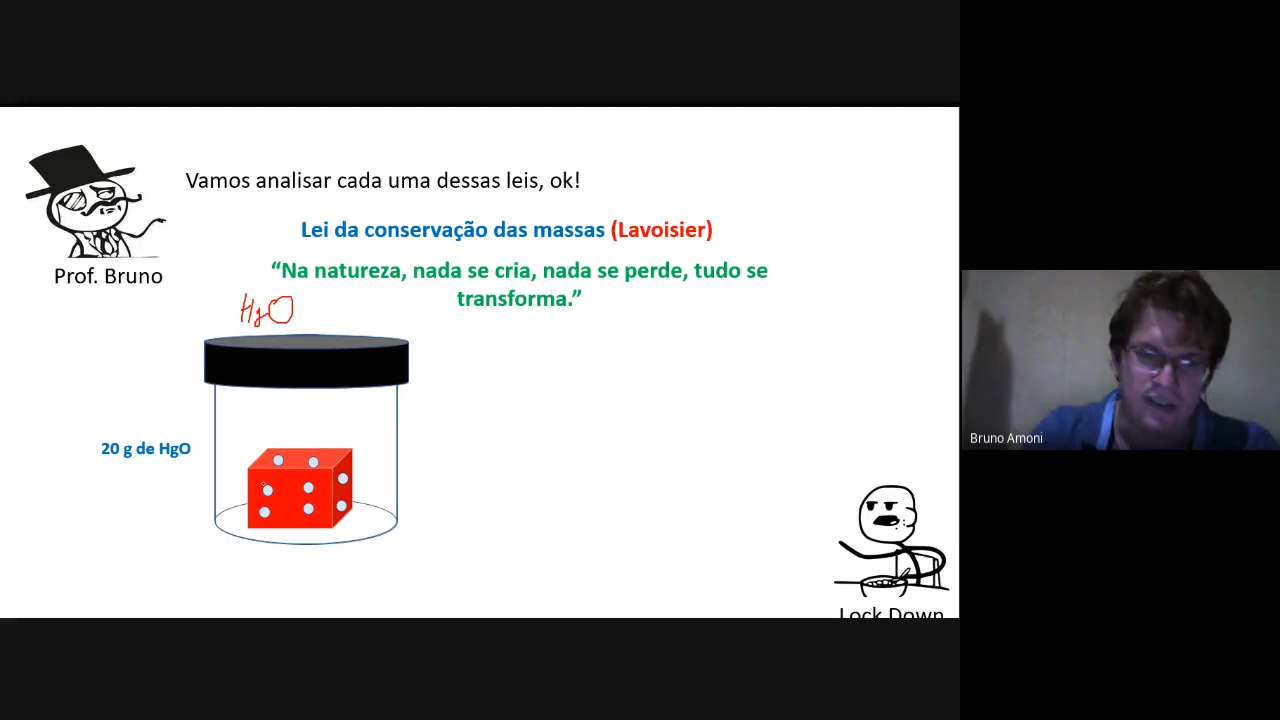 Vamos analisar cada uma dessas leis, ok!
Lei da conservação das massas (Lavoisier)
“Na natureza, nada se cria, nada se perde, tudo se
transforma.”
Prof. Bruno
HgO
20 g de HgO
Bruno Amoni
Lock Down